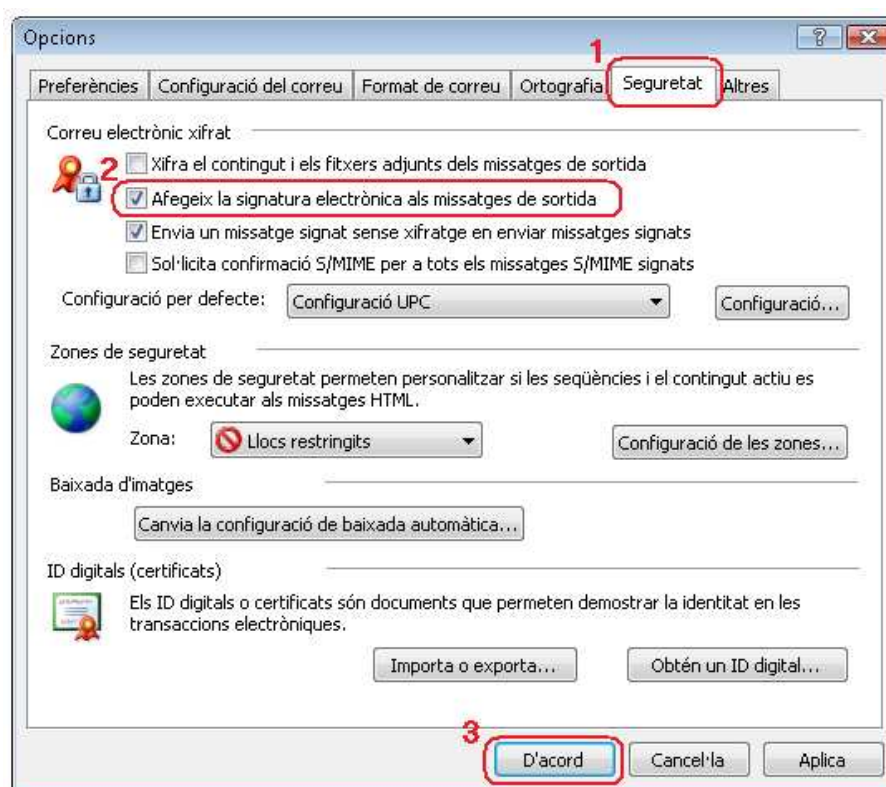 Opcions
1
Preferències Configuració del correu Format de correu Ortografia Seguretat Altres
Correu electrònic xifrat
2
Xifra el contingut i els fitxers adjunts dels missatges de sortida
Afegeix la signatura electrònica als missatges de sortida
Envia un missatge signat sense xifratge en enviar missatges signats
Sol·licita confirmació S/MIME per a tots els missatges S/MIME signats
Configuració per defecte: Configuració UPC Configuració...
Zones de seguretat
Les zones de seguretat permeten personalitzar si les seqüències i el contingut actiu es
poden executar als missatges HTML.
Zona: Llocs restringits Configuració de les zones...
Baixada d'imatges
Canvia la configuració de baixada automàtica...
ID digitals (certificats)
Els ID digitals o certificats són documents que permeten demostrar la identitat en les
transaccions electròniques.
Importa o exporta... Obtén un ID digital...
3
D'acord Cancel·la Aplica